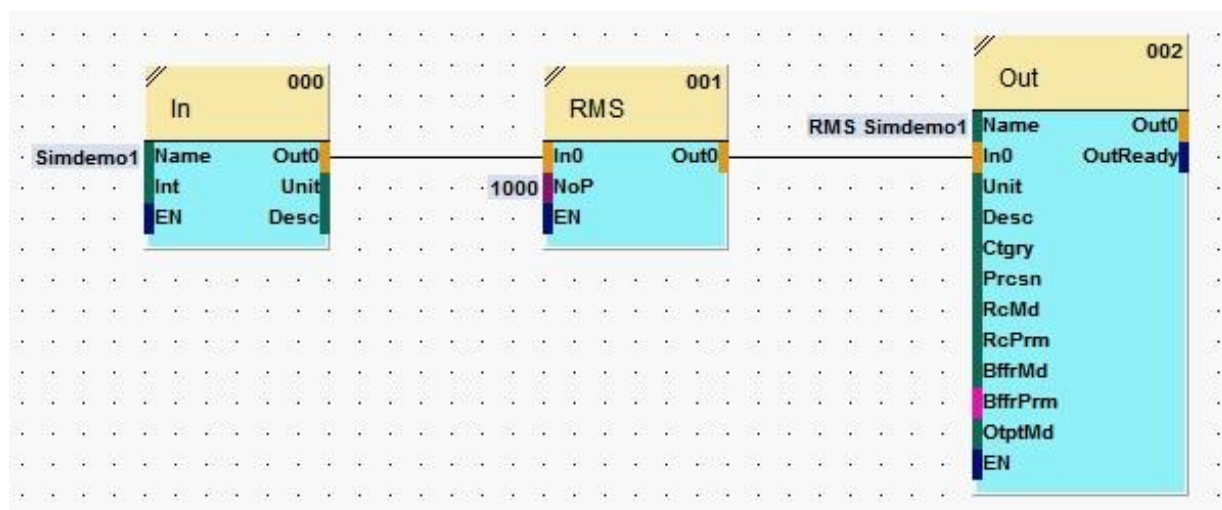 000
In
Simdemo1 Name Out0
Int Unit
EN Desc
001
RMS
In0 Out0
1000 NoP
EN
002
Out
RMS Simdemo1 Name Out0
In0 OutReady
Unit
Desc
Ctgry
Prcsn
RcMd
RcPrm
BffrMd
BffrPrm
OtptMd
EN